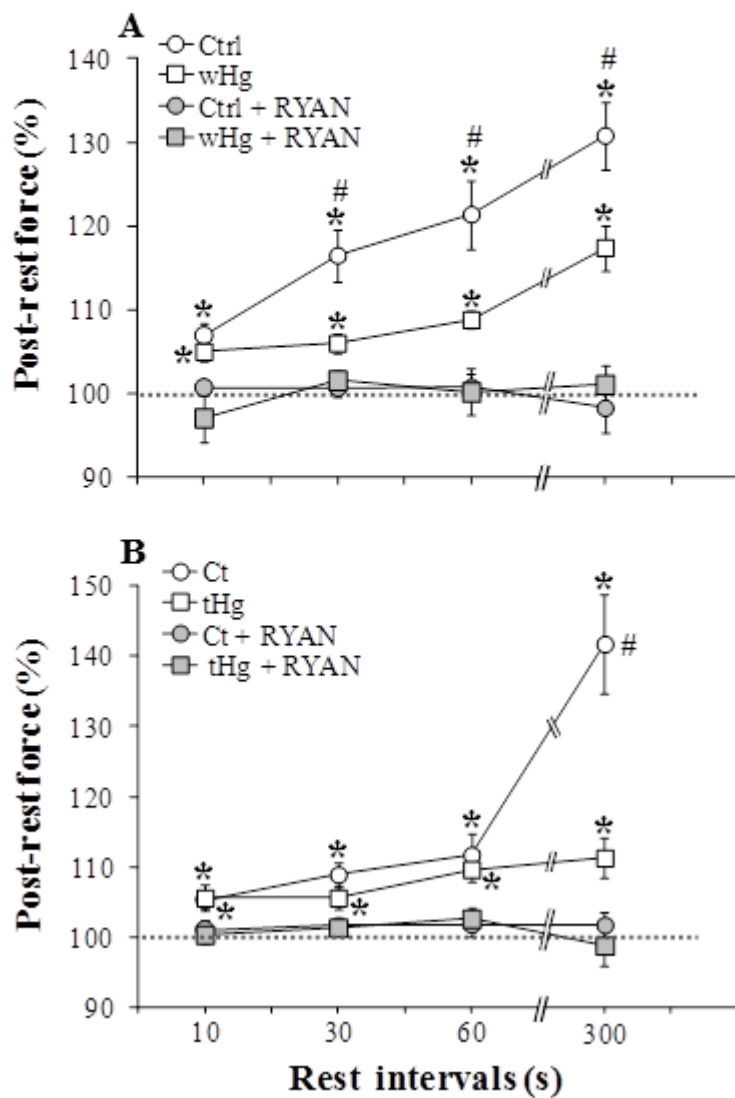 A
Ctrl
wHg
Ctrl + RYAN
wHg + RYAN
140
130
120
110
100
90
Post-rest force (%)
*
#
*
#
*
#
*
*
*
*
*
B
Ct
tHg
Ct + RYAN
tHg + RYAN
150
140
130
120
110
100
90
Post-rest force (%)
*
#
*
*
*
*
*
*
*
10 30 60 300
Rest intervals (s)